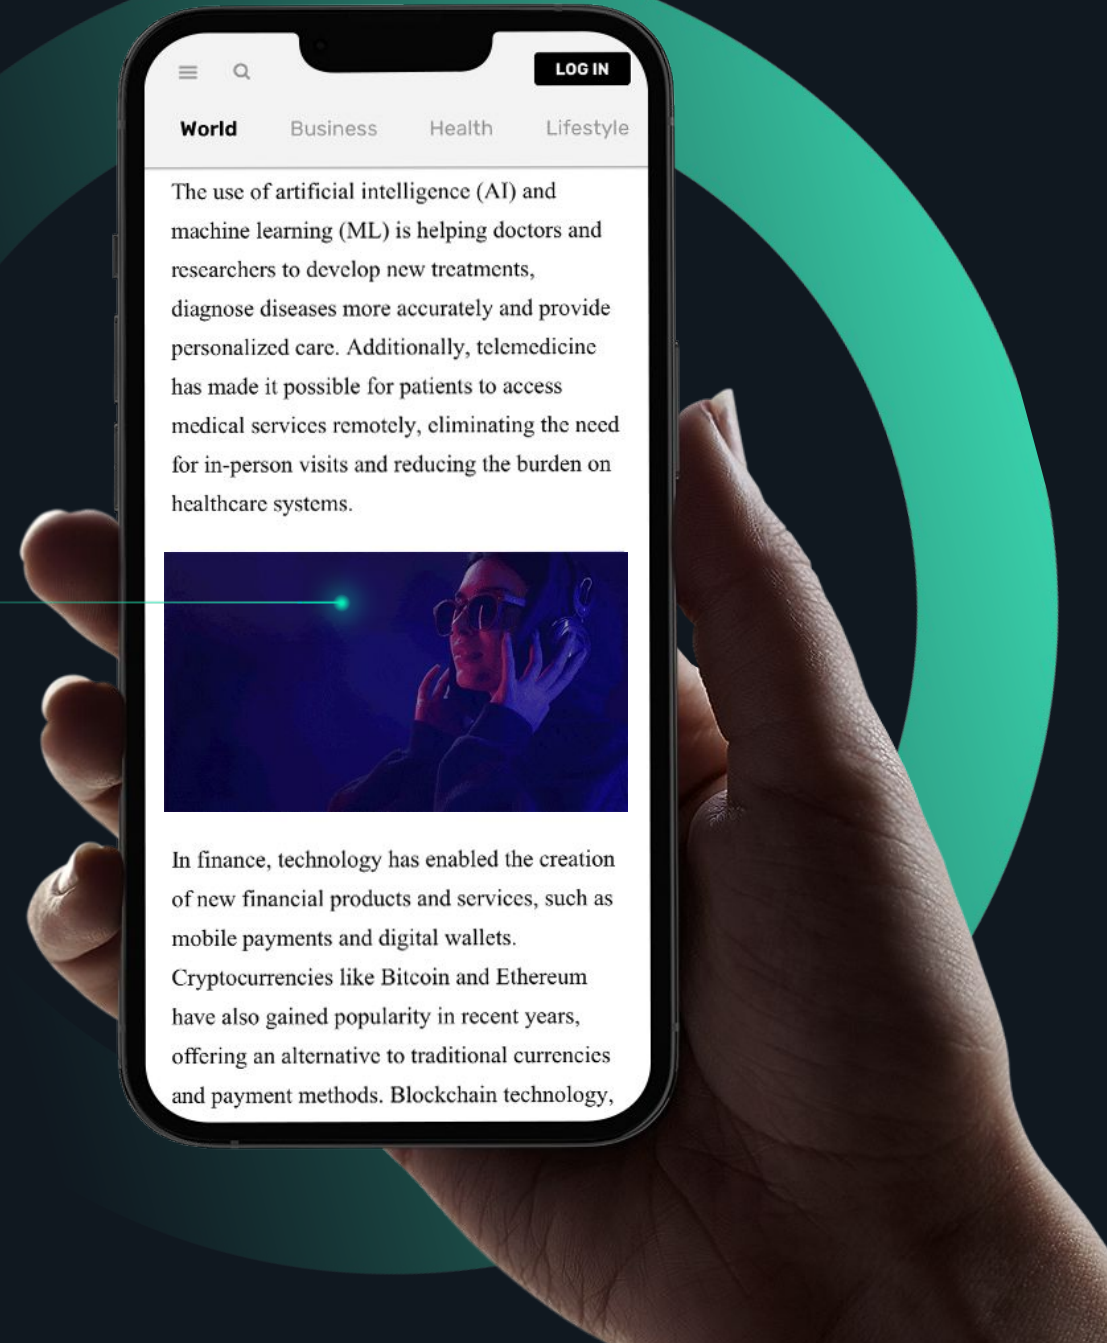 LOG IN
World Business Health Lifestyle
The use of artificial intelligence (AI) and
machine learning (ML) is helping doctors and
researchers to develop new treatments,
diagnose diseases more accurately and provide
personalized care. Additionally, telemedicine
has made it possible for patients to access
medical services remotely, eliminating the need
for in-person visits and reducing the burden on
healthcare systems.
In finance, technology has enabled the creation
of new financial products and services, such as
mobile payments and digital wallets.
Cryptocurrencies like Bitcoin and Ethereum
have also gained popularity in recent years,
offering an alternative to traditional currencies
and payment methods. Blockchain technology,